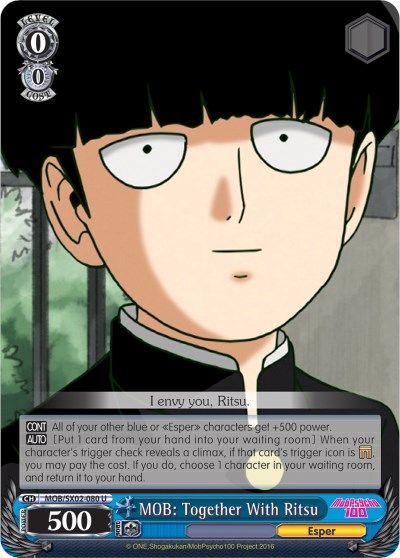 LEVEL
0
0
COST
I envy you, Ritsu.
CONT All of your other blue or «Esper» characters get +500 power.
AUTO [Put 1 card from your hand into your waiting room] When your
character's trigger check reveals a climax, if that card's trigger icon is
you may pay the cost. If you do, choose 1 character in your waiting room,
and return it to your hand.
CH MOB/SX02-080 U
POWER 500
MOB: Together With Ritsu
MOBPSYCHO 100
Esper
© ONE,Shogakukan/MobPsycho100 Project 2016